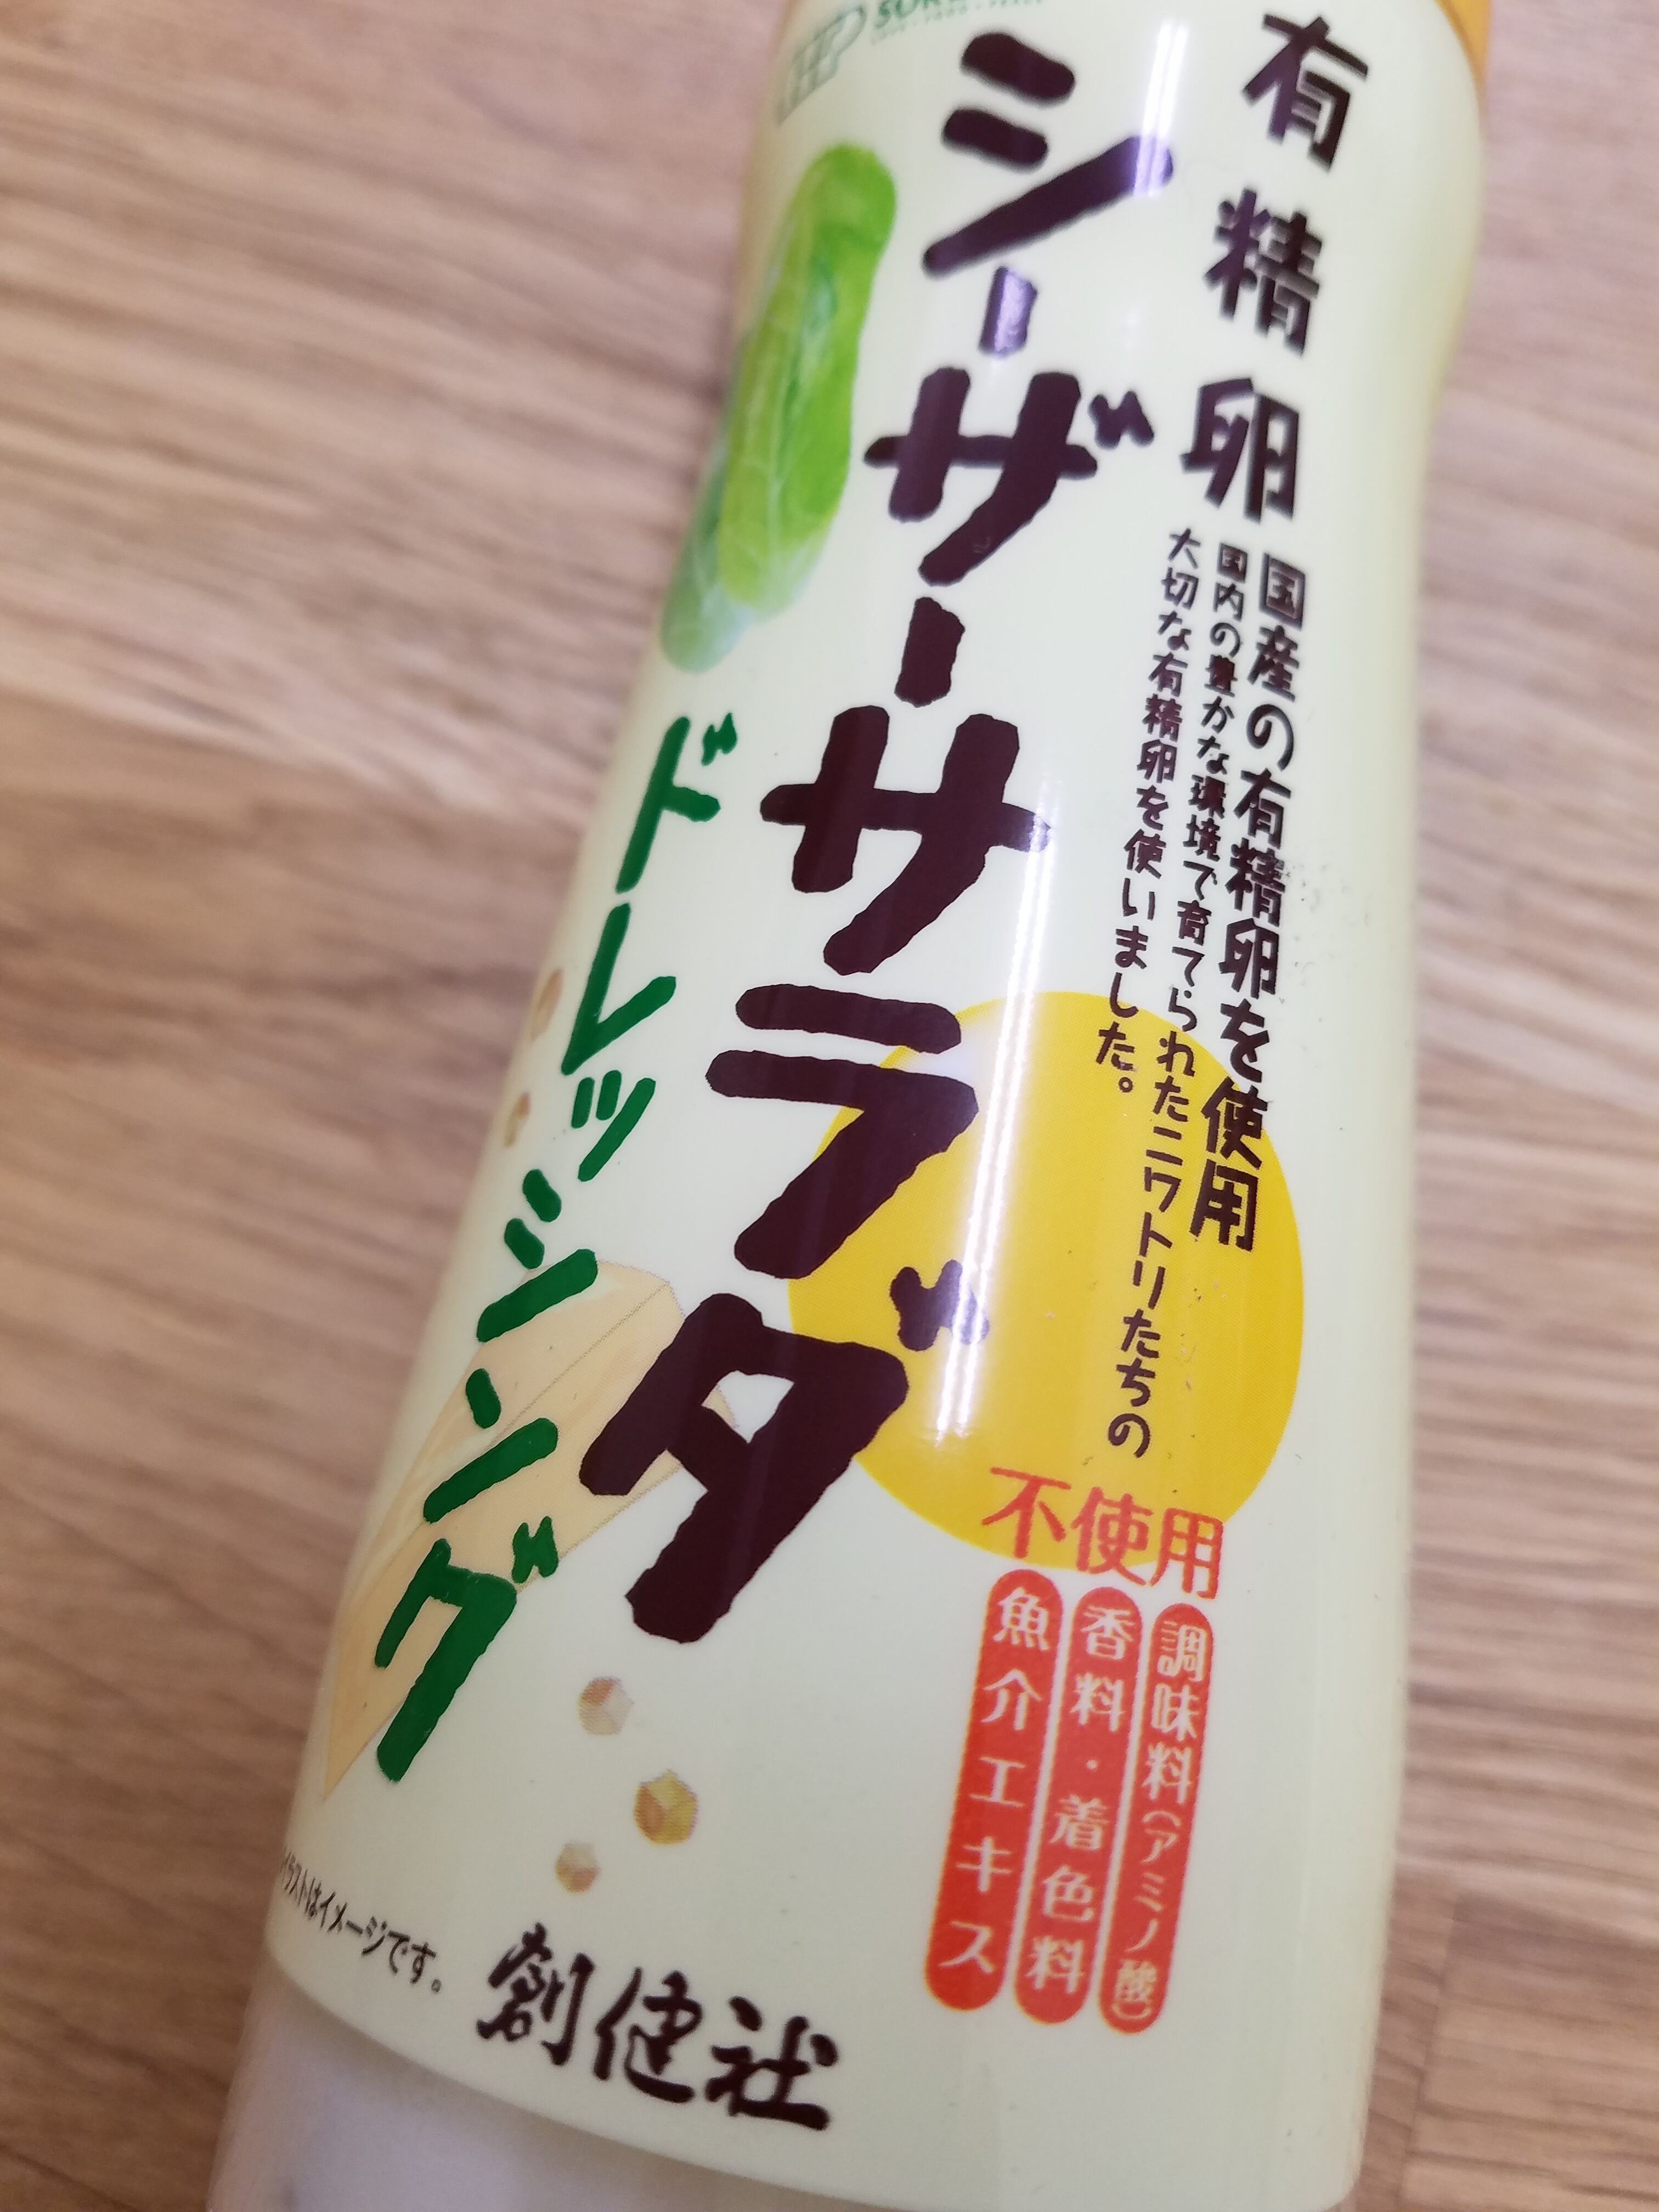 有精卵
シーザーサラダ
ドレッシング
国産の有精卵を使用
国内の豊かな環境で育てられたニワトリたちの
大切な有精卵を使いました。
不使用
調味料(アミノ酸)
香料・着色料
魚介エキス
イラストはイメージです。
創健社